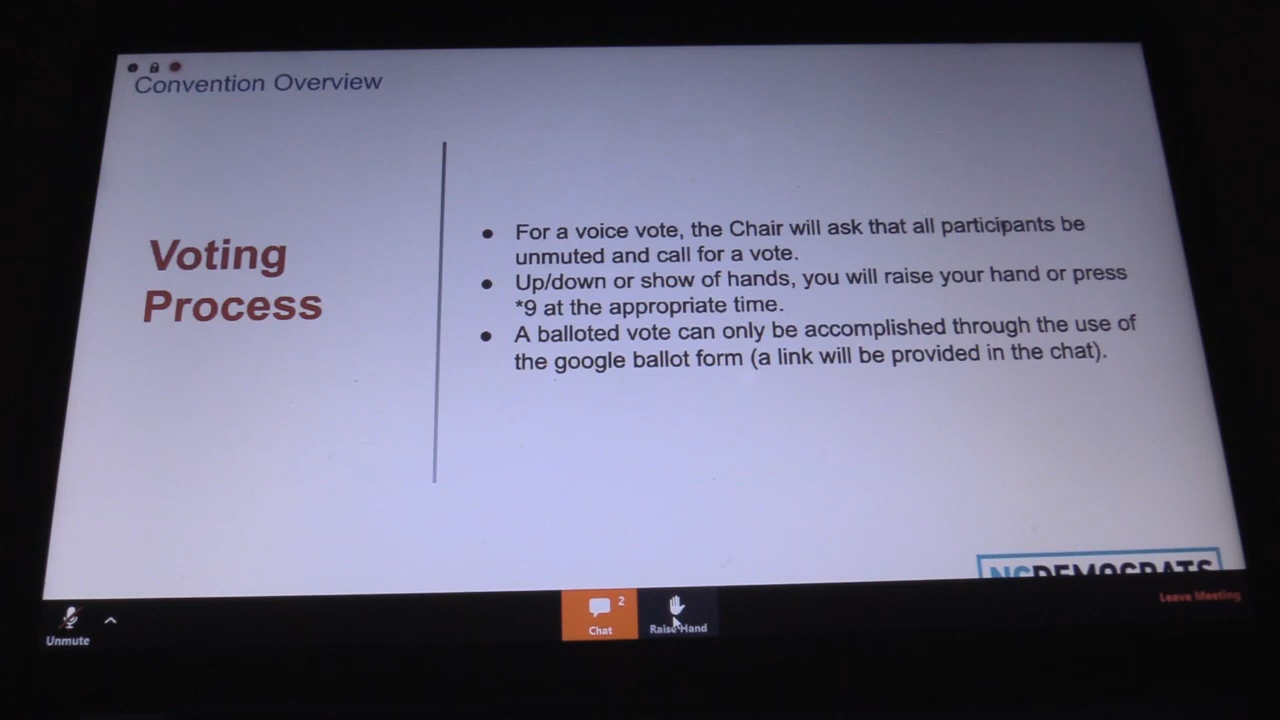 Convention Overview
Voting
Process
● For a voice vote, the Chair will ask that all participants be
unmuted and call for a vote.
● Up/down or show of hands, you will raise your hand or press
*9 at the appropriate time.
● A balloted vote can only be accomplished through the use of
the google ballot form (a link will be provided in the chat).
NCDEMOCRATS
Leave Meeting
Unmute
2
Chat
Raise Hand